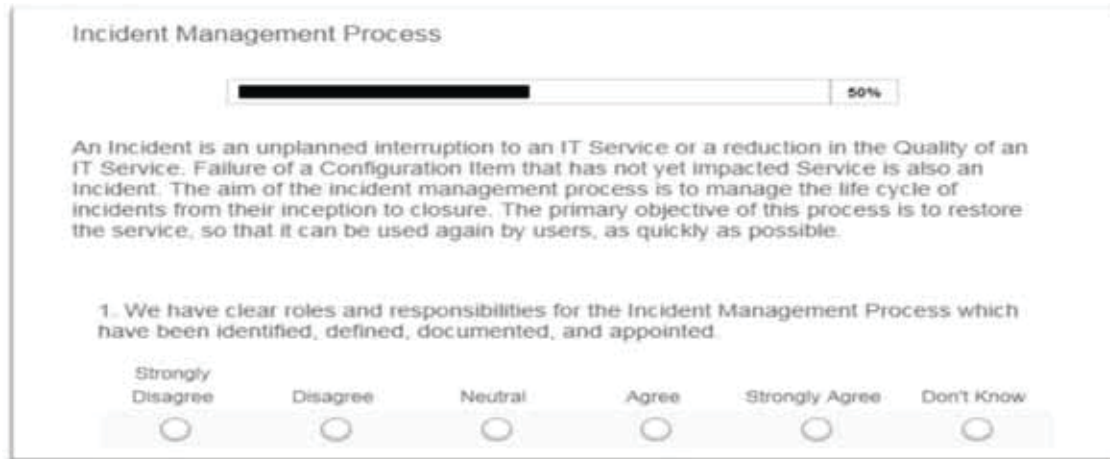 Incident Management Process
50%
An Incident is an unplanned interruption to an IT Service or a reduction in the Quality of an
IT Service. Failure of a Configuration Item that has not yet impacted Service is also an
Incident. The aim of the incident management process is to manage the life cycle of
incidents from their inception to closure. The primary objective of this process is to restore
the service, so that it can be used again by users, as quickly as possible.
1. We have clear roles and responsibilities for the Incident Management Process which
have been identified, defined, documented, and appointed.
Strongly
Disagree Disagree Neutral Agree Strongly Agree Don't Know